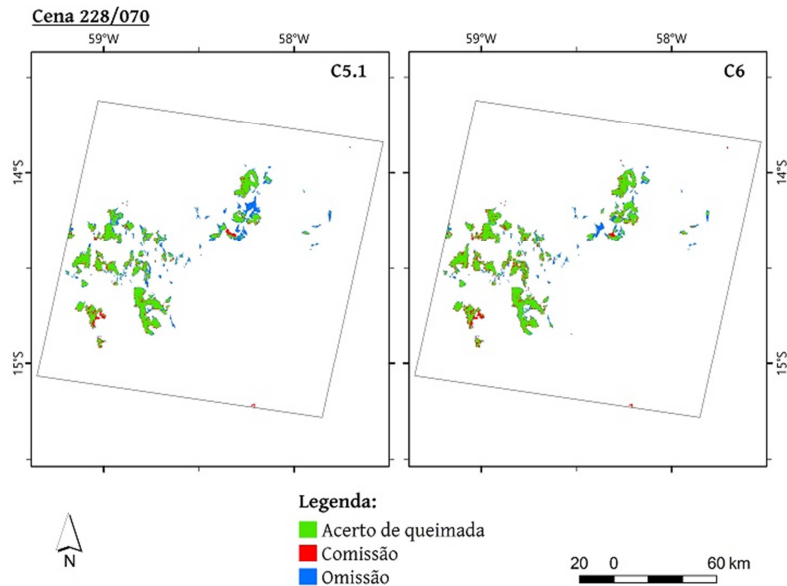 Cena 228/070
59°W 58°W 59°W 58°W
C5.1 C6
14°S 14°S
15°S 15°S
Legenda:
Acerto de queimada
Comissão
Omissão
N
20 0 60 km